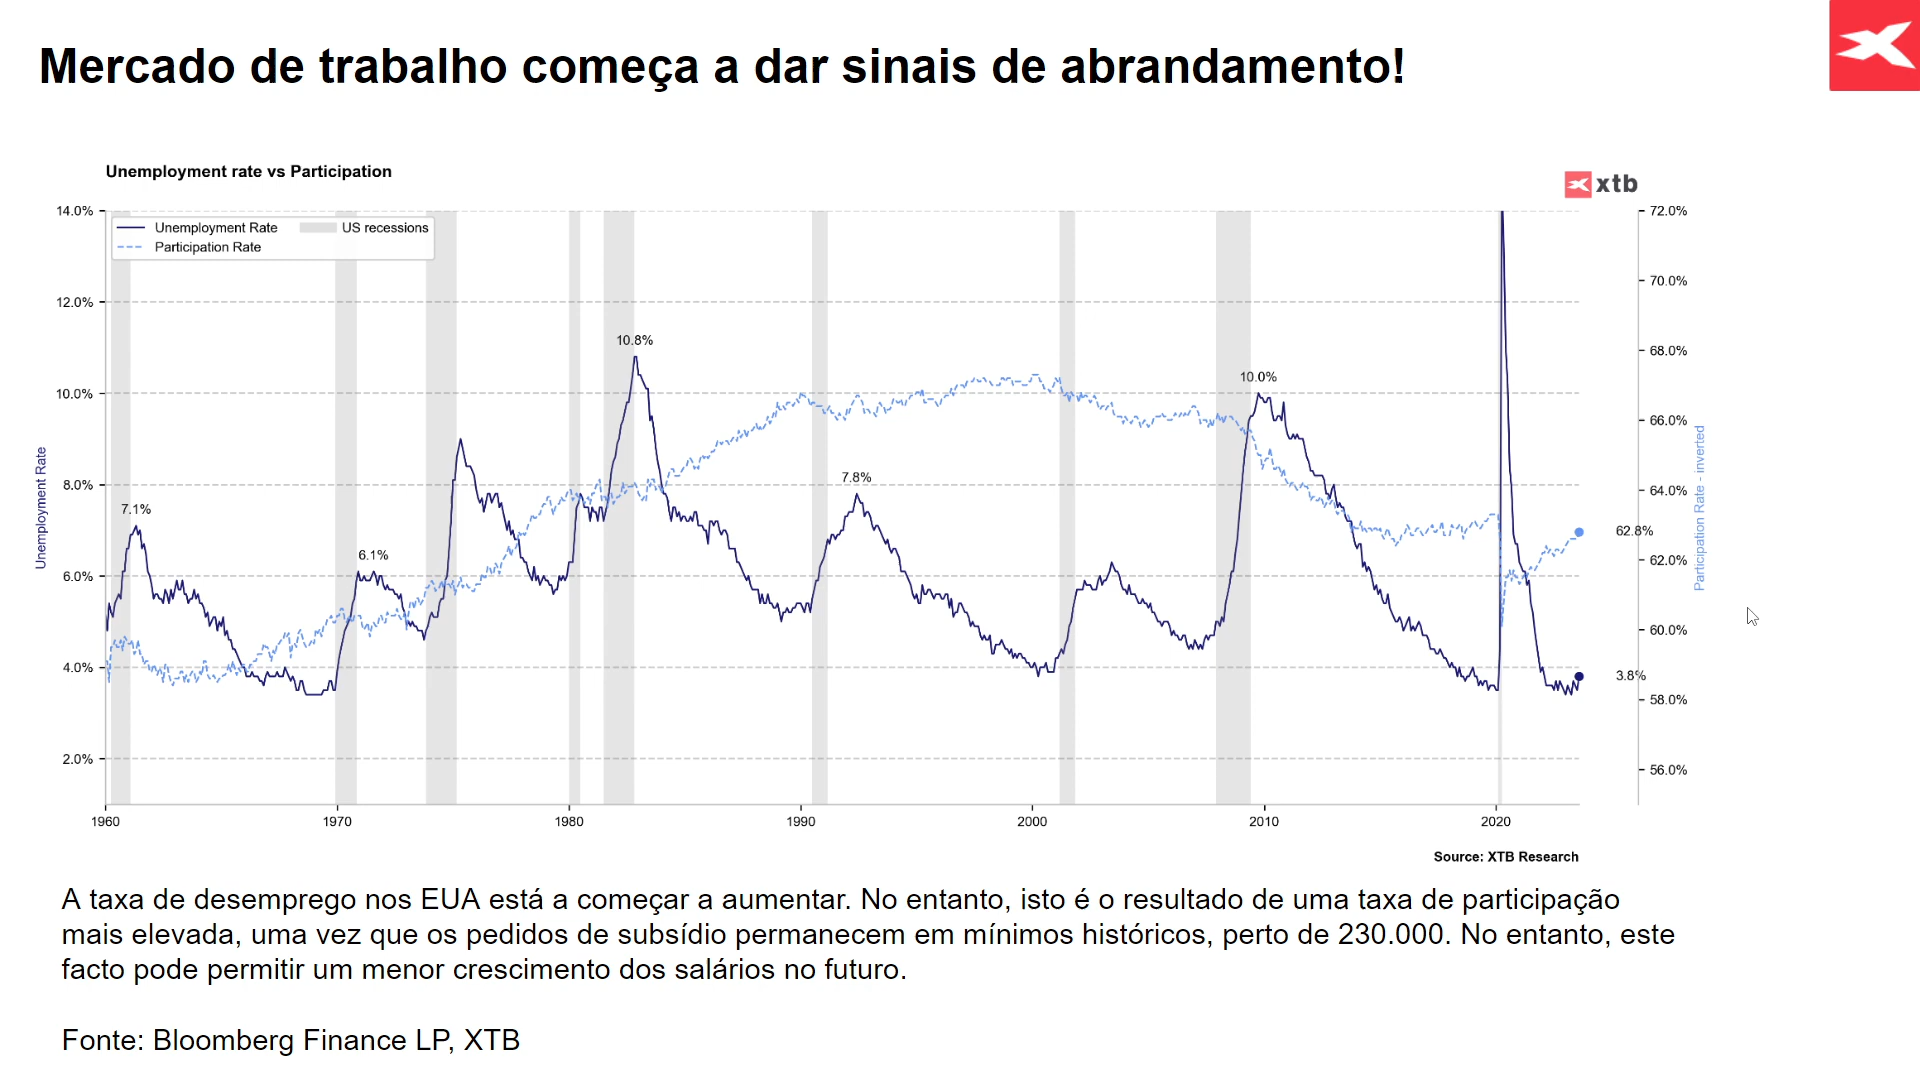 Mercado de trabalho começa a dar sinais de abrandamento!
Unemployment rate vs Participation
xtb
Unemployment Rate
US recessions
Participation Rate
14.0%
12.0%
10.0%
8.0%
6.0%
4.0%
2.0%
Unemployment Rate
7.1%
6.1%
10.8%
7.8%
10.0%
62.8%
3.8%
72.0%
70.0%
68.0%
66.0%
64.0%
62.0%
60.0%
58.0%
56.0%
Participation Rate - inverted
1960
1970
1980
1990
2000
2010
2020
Source: XTB Research
A taxa de desemprego nos EUA está a começar a aumentar. No entanto, isto é o resultado de uma taxa de participação
mais elevada, uma vez que os pedidos de subsídio permanecem em mínimos históricos, perto de 230.000. No entanto, este
facto pode permitir um menor crescimento dos salários no futuro.
Fonte: Bloomberg Finance LP, XTB